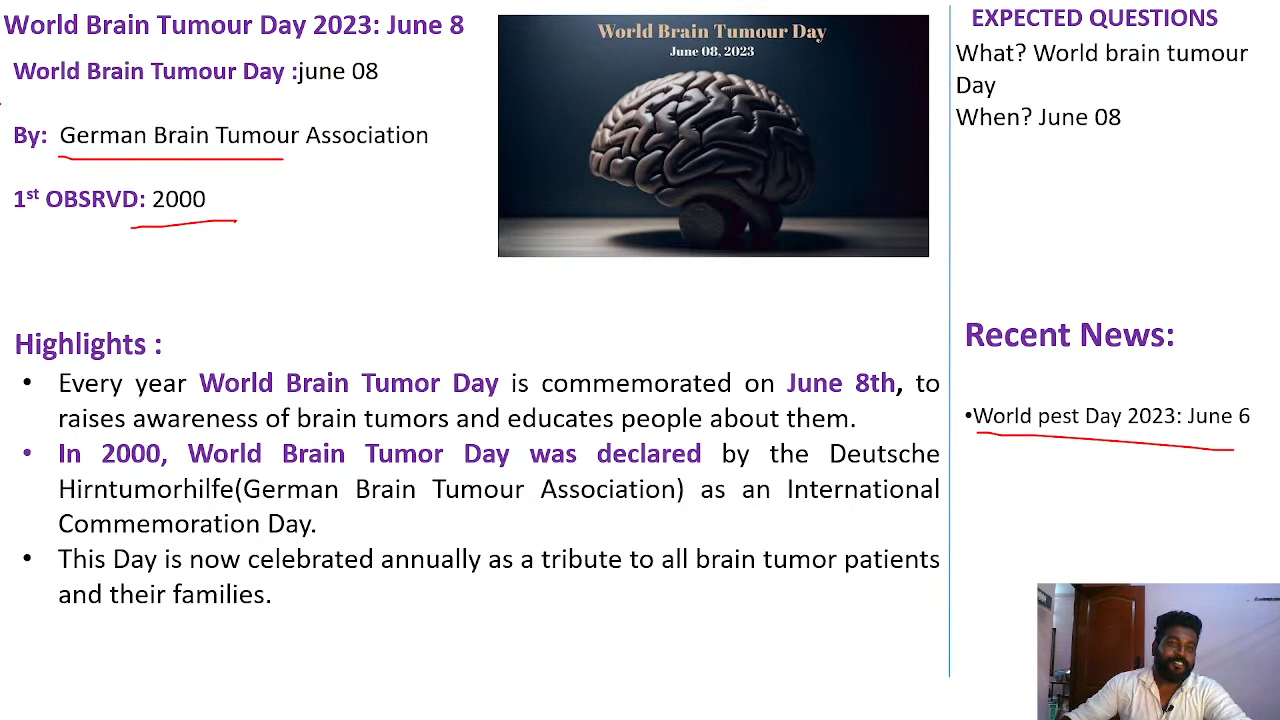 World Brain Tumour Day 2023: June 8
World Brain Tumour Day :june 08
By: German Brain Tumour Association
1st OBSRVD: 2000
World Brain Tumour Day
June 08, 2023
Highlights :
• Every year World Brain Tumor Day is commemorated on June 8th, to
raises awareness of brain tumors and educates people about them.
• In 2000, World Brain Tumor Day was declared by the Deutsche
Hirntumorhilfe(German Brain Tumour Association) as an International
Commemoration Day.
• This Day is now celebrated annually as a tribute to all brain tumor patients
and their families.
EXPECTED QUESTIONS
What? World brain tumour
Day
When? June 08
Recent News:
•World pest Day 2023: June 6